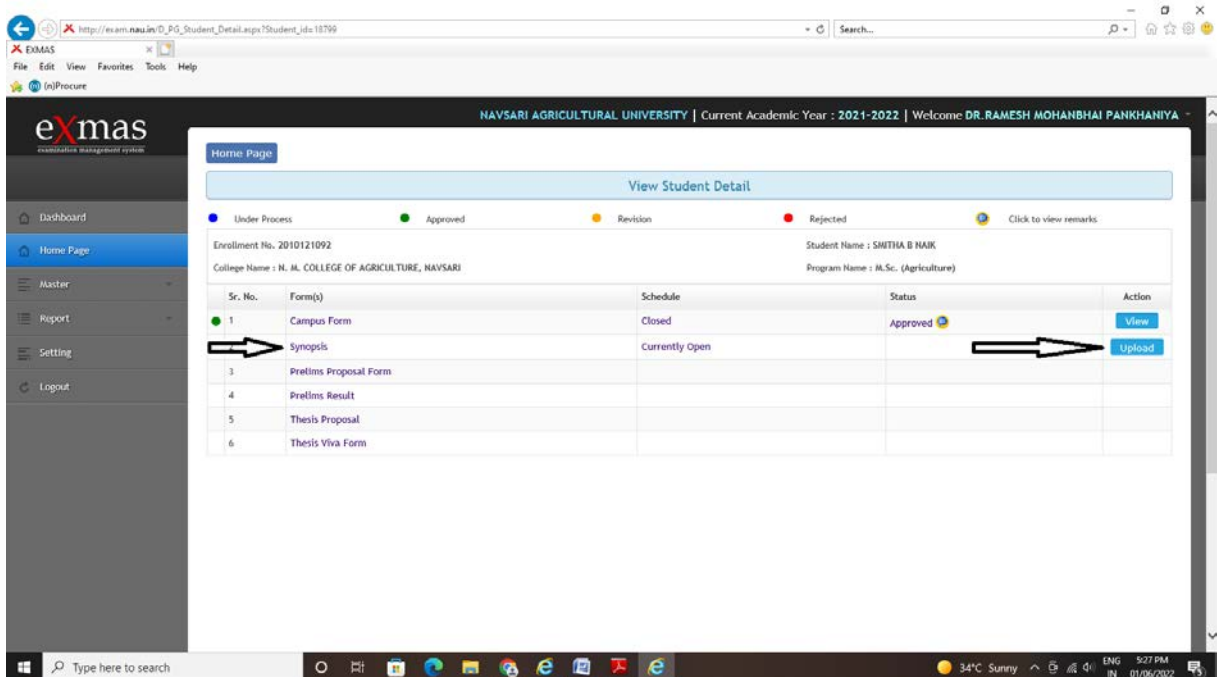 http://exam.nau.in/D_PG_Student_Detail.aspx?Student_id=18799
Search...
EXMAS
File Edit View Favorites Tools Help
(n)Procure
eXmas
examination management system
NAVSARI AGRICULTURAL UNIVERSITY | Current Academic Year : 2021-2022 | Welcome DR.RAMESH MOHANBHAI PANKHANIYA
Dashboard
Home Page
Master
Report
Setting
Logout
Home Page
View Student Detail
Under Process Approved Revision Rejected Click to view remarks
Enrollment No. 2010121092 Student Name : SMITHA B NAIK
College Name : N. M. COLLEGE OF AGRICULTURE, NAVSARI Program Name : M.Sc. (Agriculture)
Sr. No. Form(s) Schedule Status Action
1 Campus Form Closed Approved View
Synopsis Currently Open Upload
3 Prelims Proposal Form
4 Prelims Result
5 Thesis Proposal
6 Thesis Viva Form
Type here to search
34°C Sunny
ENG 5:27 PM
IN 01/06/2022